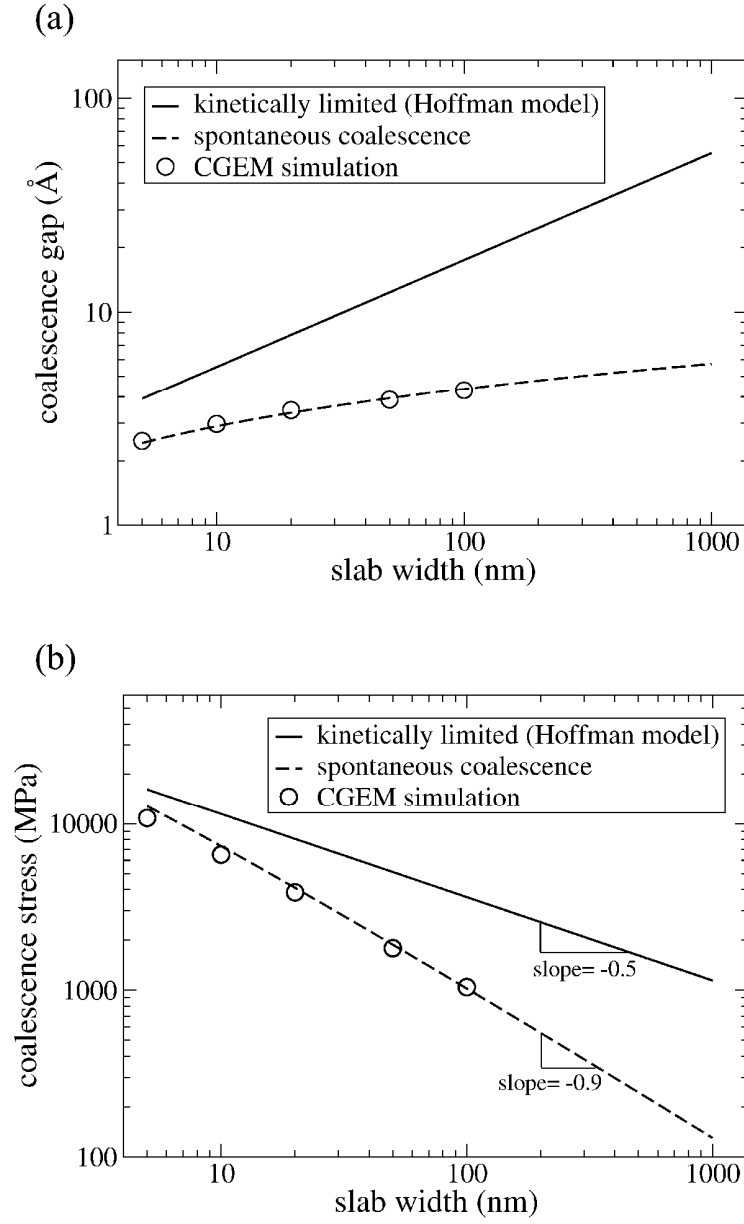 (a)
100
10
1
coalescence gap (Å)
kinetically limited (Hoffman model)
spontaneous coalescence
CGEM simulation
10
100
1000
slab width (nm)
(b)
10000
1000
100
coalescence stress (MPa)
kinetically limited (Hoffman model)
spontaneous coalescence
CGEM simulation
slope= -0.5
slope= -0.9
10
100
1000
slab width (nm)